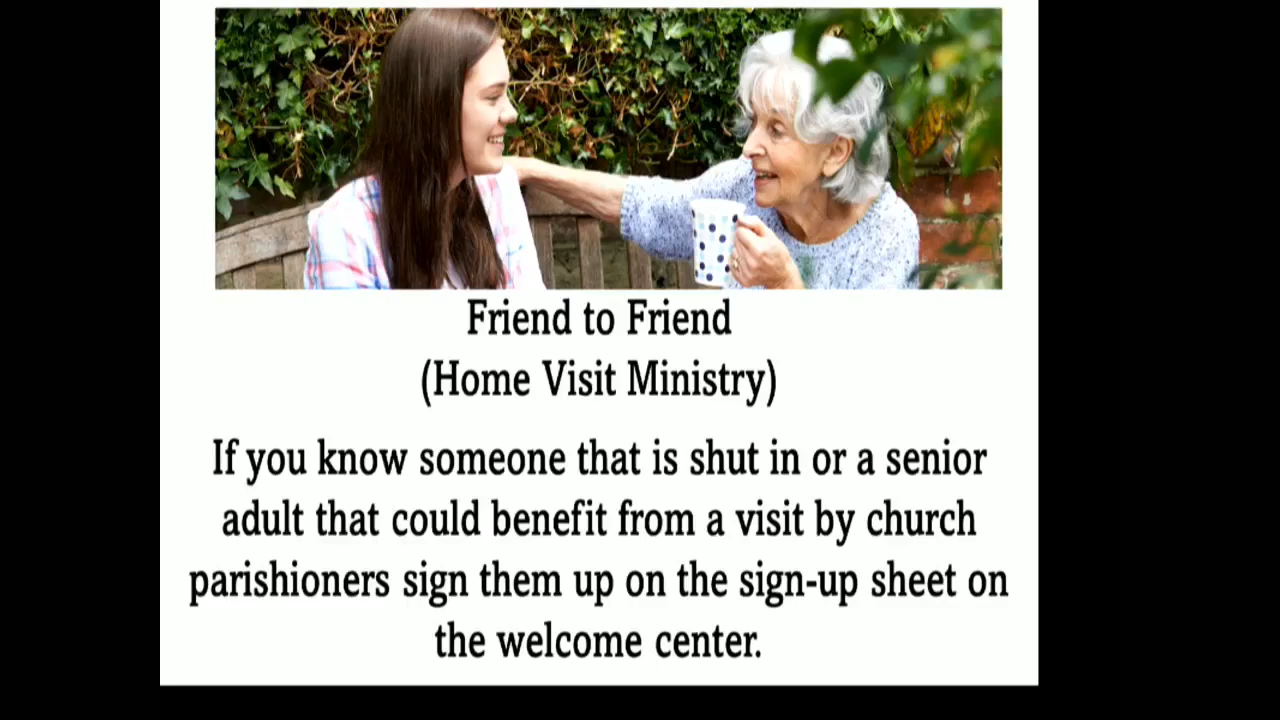 Friend to Friend
(Home Visit Ministry)
If you know someone that is shut in or a senior
adult that could benefit from a visit by church
parishioners sign them up on the sign-up sheet on
the welcome center.